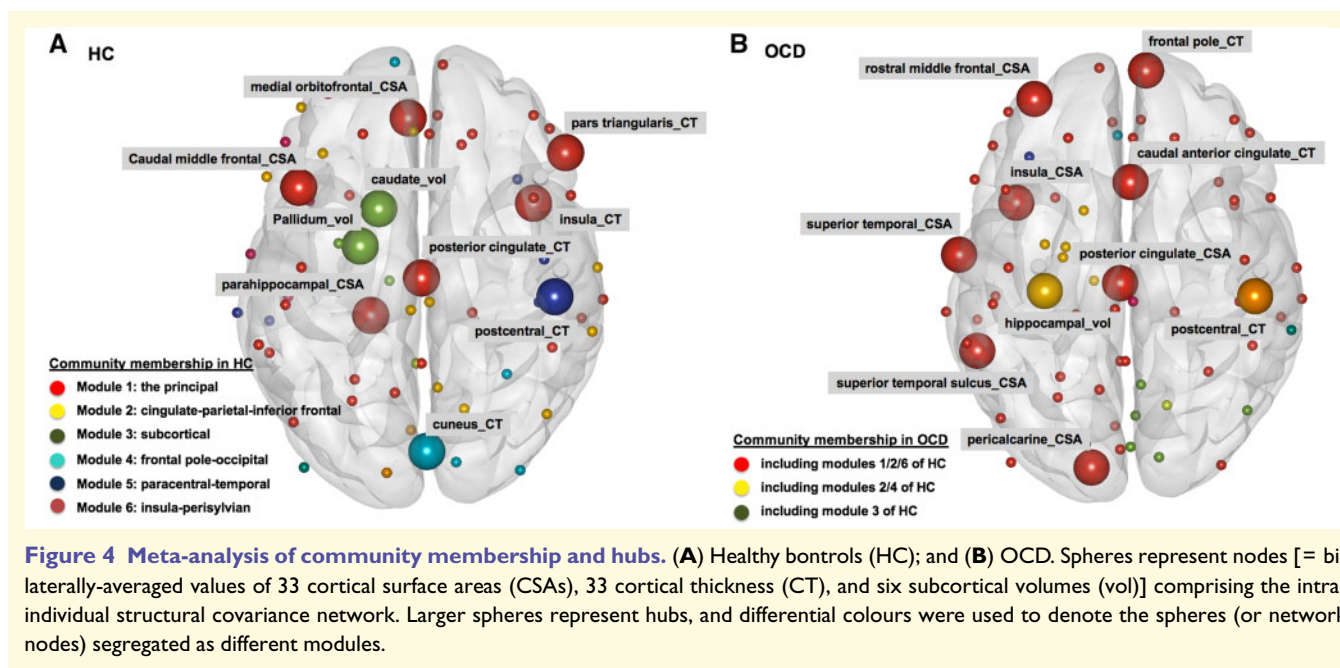 A HC
medial orbitofrontal_CSA
pars triangularis_CT
Caudal middle frontal_CSA
caudate_vol
Pallidum_vol
insula_CT
posterior cingulate_CT
parahippocampal_CSA
postcentral_CT
cuneus_CT
Community membership in HC
Module 1: the principal
Module 2: cingulate-parietal-inferior frontal
Module 3: subcortical
Module 4: frontal pole-occipital
Module 5: paracentral-temporal
Module 6: insula-perisylvian
B OCD
frontal pole_CT
rostral middle frontal_CSA
caudal anterior cingulate_CT
insula_CSA
superior temporal_CSA
posterior cingulate_CSA
hippocampal_vol
postcentral_CT
superior temporal sulcus_CSA
pericalcarine_CSA
Community membership in OCD
including modules 1/2/6 of HC
including modules 2/4 of HC
including module 3 of HC
Figure 4 Meta-analysis of community membership and hubs. (A) Healthy bontrols (HC); and (B) OCD. Spheres represent nodes [= bi
laterally-averaged values of 33 cortical surface areas (CSAs), 33 cortical thickness (CT), and six subcortical volumes (vol)] comprising the intra
individual structural covariance network. Larger spheres represent hubs, and differential colours were used to denote the spheres (or network
nodes) segregated as different modules.